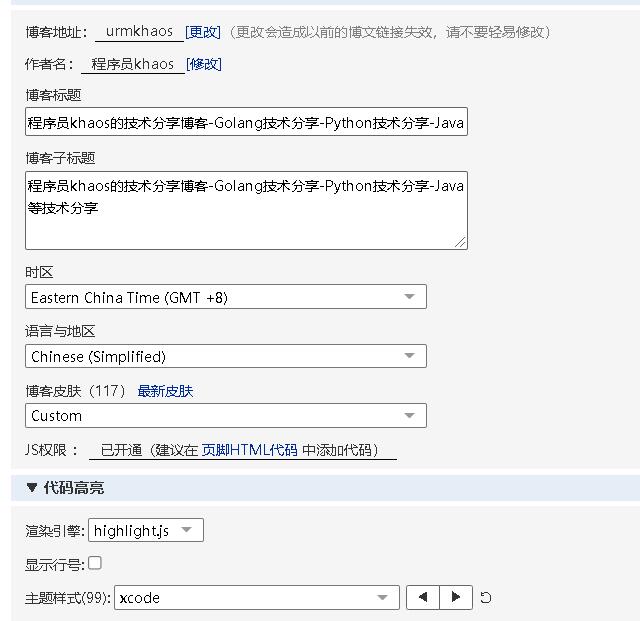 博客地址： urmkhaos [更改]（更改会造成以前的博文链接失效，请不要轻易修改）
作者名： 程序员khaos [修改]
博客标题
程序员khaos的技术分享博客-Golang技术分享-Python技术分享-Java
博客子标题
程序员khaos的技术分享博客-Golang技术分享-Python技术分享-Java
等技术分享
时区
Eastern China Time (GMT +8)
语言与地区
Chinese (Simplified)
博客皮肤（117） 最新皮肤
Custom
JS权限： 已开通（建议在 页脚HTML代码 中添加代码）
▼ 代码高亮
渲染引擎: highlight.js
显示行号:
主题样式(99): xcode